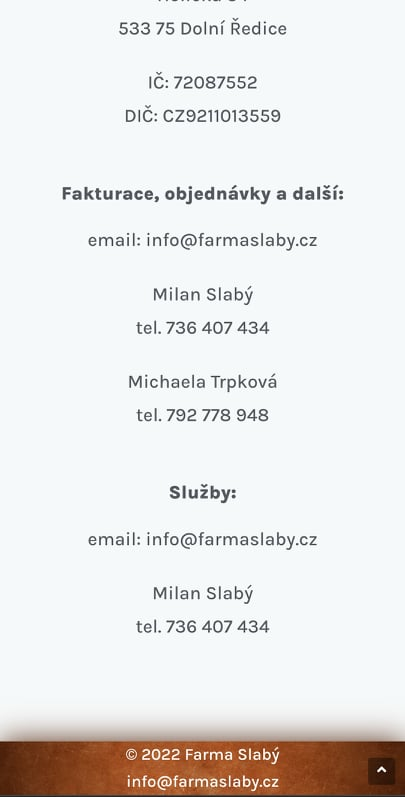 533 75 Dolní Ředice
IČ: 72087552
DIČ: CZ9211013559
Fakturace, objednávky a další:
email: info@farmaslaby.cz
Milan Slabý
tel. 736 407 434
Michaela Trpková
tel. 792 778 948
Služby:
email: info@farmaslaby.cz
Milan Slabý
tel. 736 407 434
© 2022 Farma Slabý
info@farmaslaby.cz